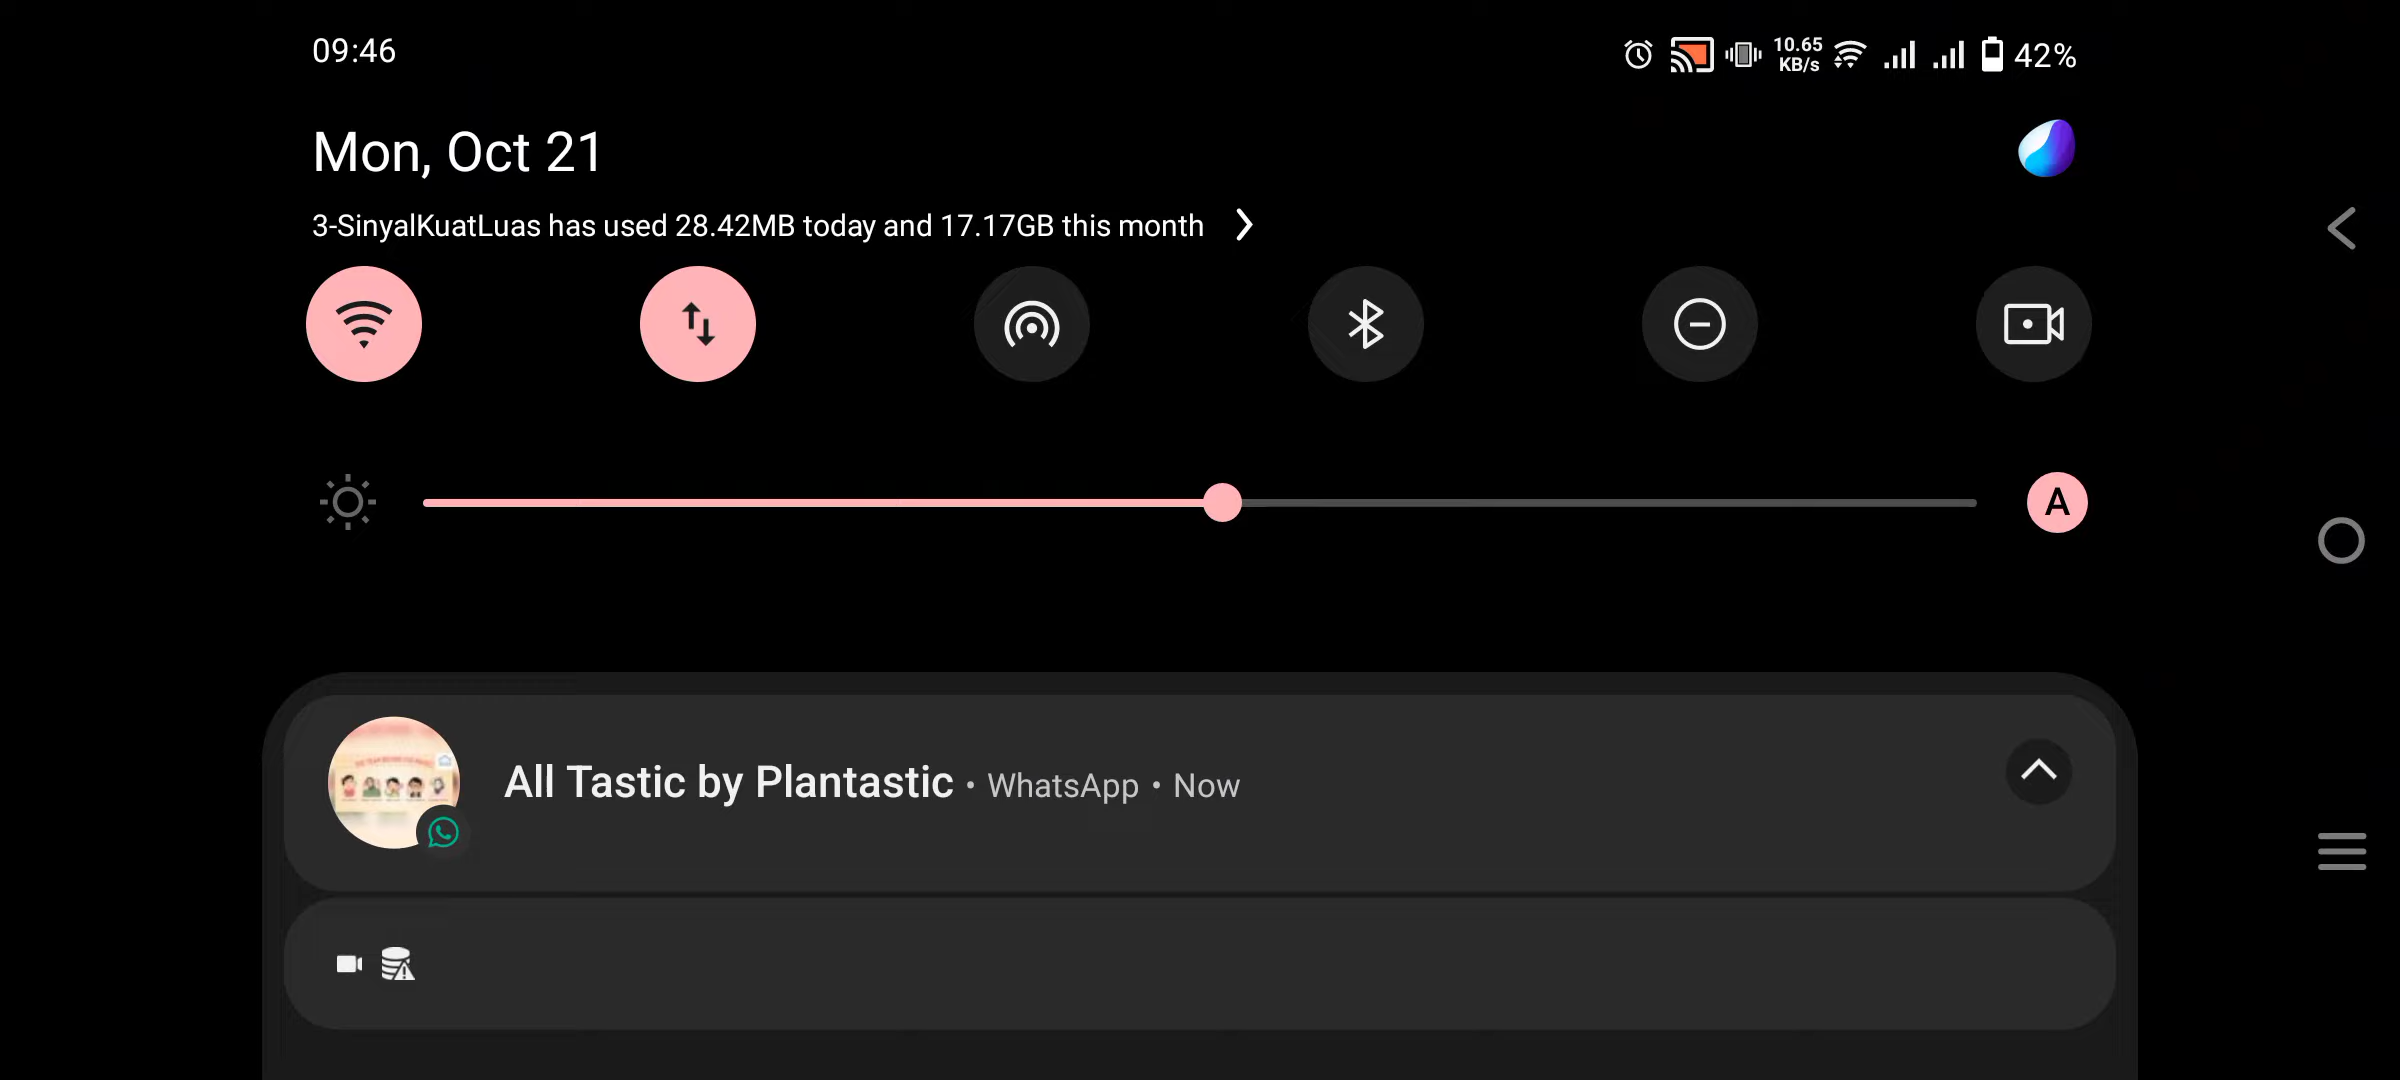 09:46
10.65 KB/s
42%
Mon, Oct 21
3-SinyalKuatLuas has used 28.42MB today and 17.17GB this month
A
All Tastic by Plantastic • WhatsApp • Now